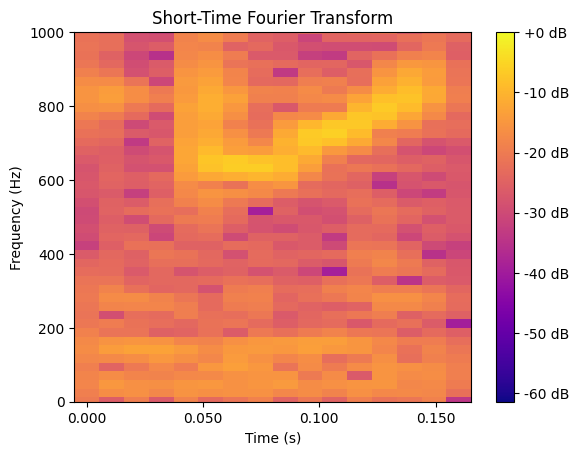 Short-Time Fourier Transform
1000
800
600
400
200
0
Frequency (Hz)
0.000
0.050
0.100
0.150
Time (s)
+0 dB
-10 dB
-20 dB
-30 dB
-40 dB
-50 dB
-60 dB